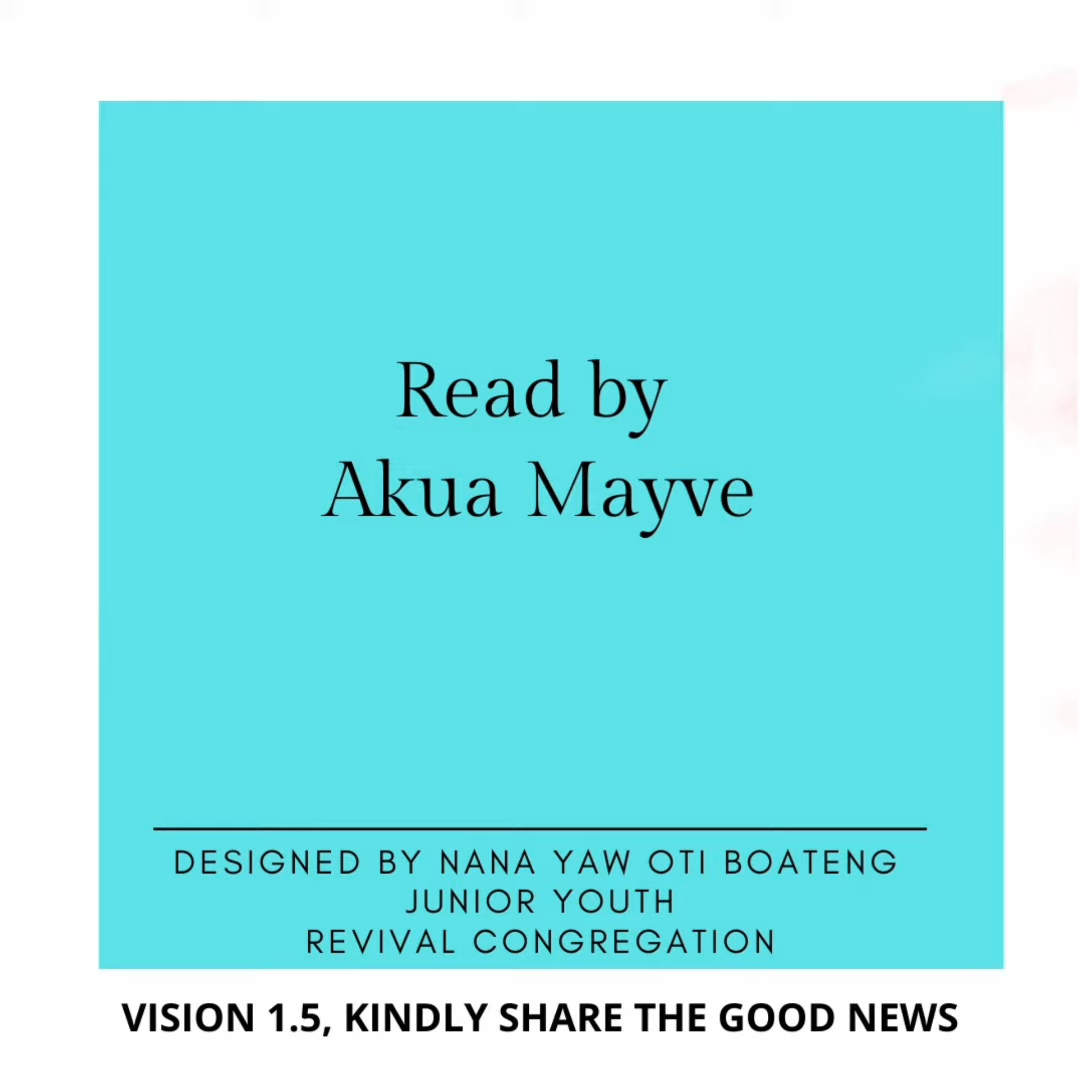 Read by
Akua Mayve
DESIGNED BY NANA YAW OTI BOATENG
JUNIOR YOUTH
REVIVAL CONGREGATION
VISION 1.5, KINDLY SHARE THE GOOD NEWS